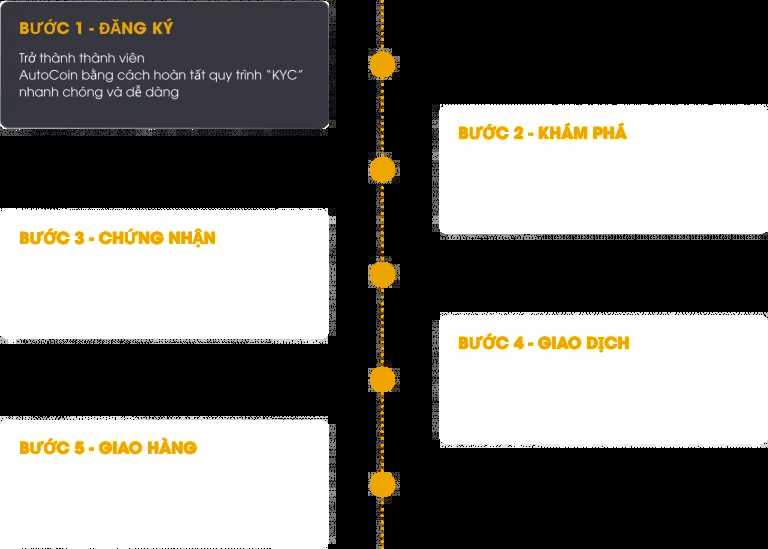 BƯỚC 1 - ĐĂNG KÝ
Trở thành thành viên
AutoCoin bằng cách hoàn tất quy trình “KYC”
nhanh chóng và dễ dàng
BƯỚC 2 - KHÁM PHÁ
BƯỚC 3 - CHỨNG NHẬN
BƯỚC 4 - GIAO DỊCH
BƯỚC 5 - GIAO HÀNG